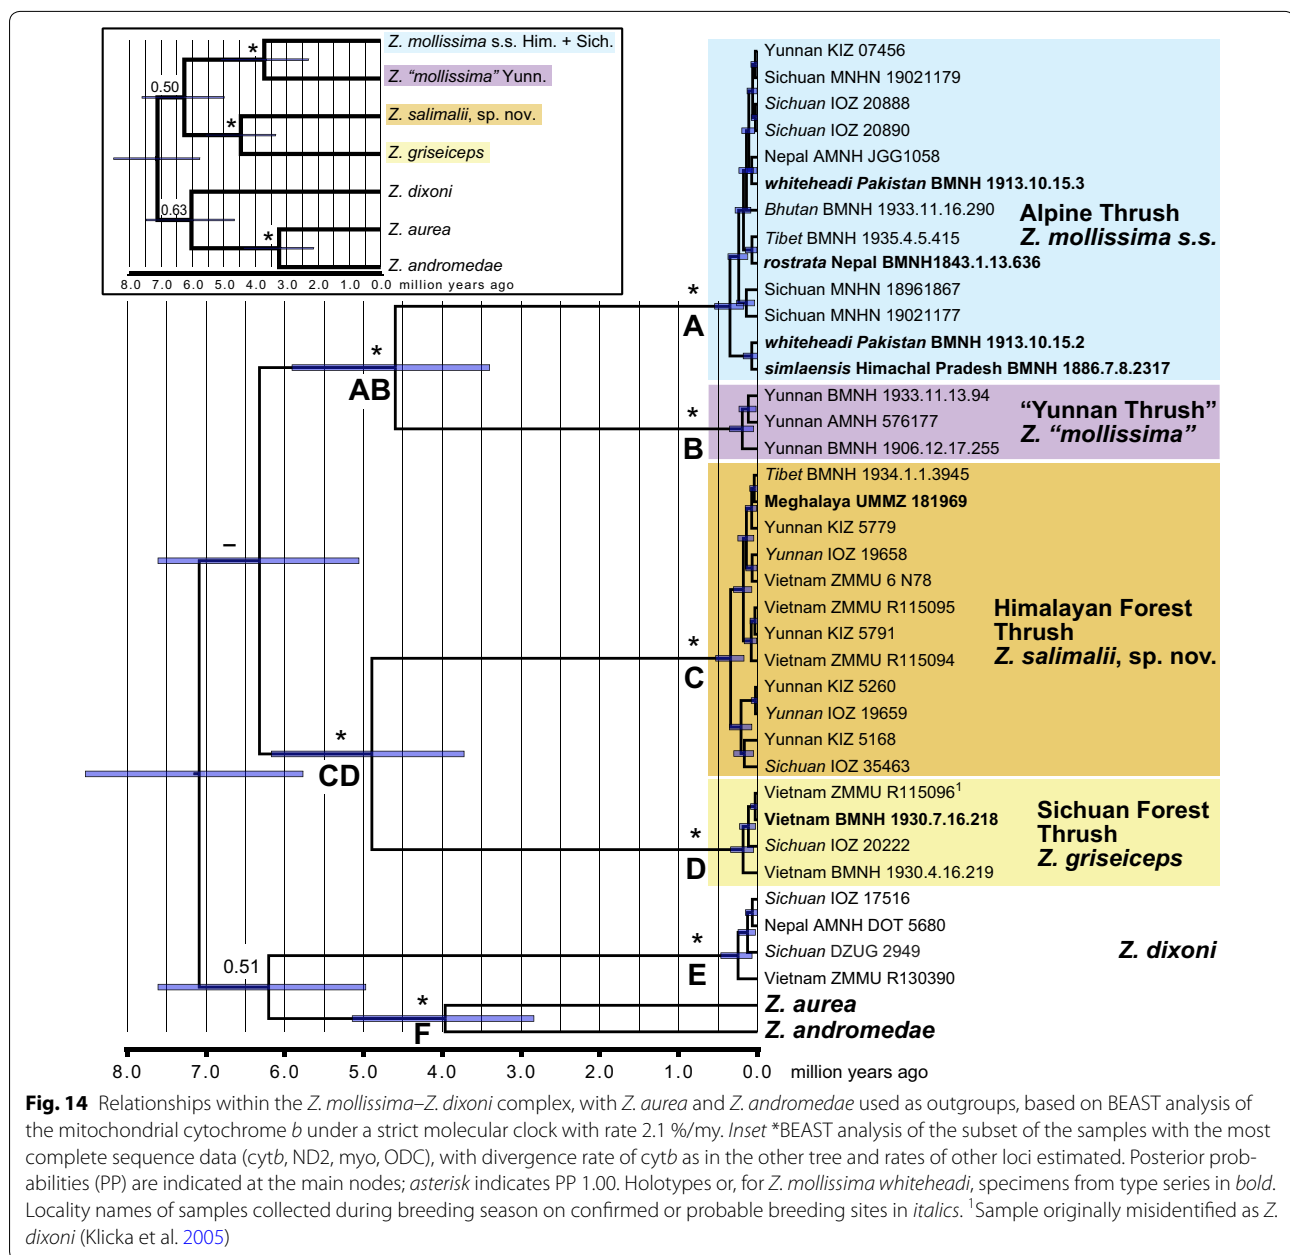 Z. mollissima s.s. Him. + Sich.
Z. "mollissima" Yunn.
Z. salimalii, sp. nov.
Z. griseiceps
Z. dixoni
Z. aurea
Z. andromedae
*
0.50
*
0.63
*
8.0 7.0 6.0 5.0 4.0 3.0 2.0 1.0 0.0 million years ago
Yunnan KIZ 07456
Sichuan MNHN 19021179
Sichuan IOZ 20888
Sichuan IOZ 20890
Nepal AMNH JGG1058
whiteheadi Pakistan BMNH 1913.10.15.3
Bhutan BMNH 1933.11.16.290
Tibet BMNH 1935.4.5.415
rostrata Nepal BMNH1843.1.13.636
Sichuan MNHN 18961867
Sichuan MNHN 19021177
whiteheadi Pakistan BMNH 1913.10.15.2
simlaensis Himachal Pradesh BMNH 1886.7.8.2317
Alpine Thrush
Z. mollissima s.s.
Yunnan BMNH 1933.11.13.94
Yunnan AMNH 576177
Yunnan BMNH 1906.12.17.255
"Yunnan Thrush"
Z. "mollissima"
Tibet BMNH 1934.1.1.3945
Meghalaya UMMZ 181969
Yunnan KIZ 5779
Yunnan IOZ 19658
Vietnam ZMMU 6 N78
Vietnam ZMMU R115095
Yunnan KIZ 5791
Vietnam ZMMU R115094
Yunnan KIZ 5260
Yunnan IOZ 19659
Yunnan KIZ 5168
Sichuan IOZ 35463
Himalayan Forest
Thrush
Z. salimalii, sp. nov.
Vietnam ZMMU R115096¹
Vietnam BMNH 1930.7.16.218
Sichuan IOZ 20222
Vietnam BMNH 1930.4.16.219
Sichuan Forest
Thrush
Z. griseiceps
Sichuan IOZ 17516
Nepal AMNH DOT 5680
Sichuan DZUG 2949
Vietnam ZMMU R130390
Z. dixoni
Z. aurea
Z. andromedae
*
A
*
AB
*
B
–
*
C
*
CD
*
D
0.51
*
E
*
F
8.0 7.0 6.0 5.0 4.0 3.0 2.0 1.0 0.0 million years ago
Fig. 14 Relationships within the Z. mollissima–Z. dixoni complex, with Z. aurea and Z. andromedae used as outgroups, based on BEAST analysis of
the mitochondrial cytochrome b under a strict molecular clock with rate 2.1 %/my. Inset *BEAST analysis of the subset of the samples with the most
complete sequence data (cytb, ND2, myo, ODC), with divergence rate of cytb as in the other tree and rates of other loci estimated. Posterior prob-
abilities (PP) are indicated at the main nodes; asterisk indicates PP 1.00. Holotypes or, for Z. mollissima whiteheadi, specimens from type series in bold.
Locality names of samples collected during breeding season on confirmed or probable breeding sites in italics. ¹Sample originally misidentified as Z.
dixoni (Klicka et al. 2005)